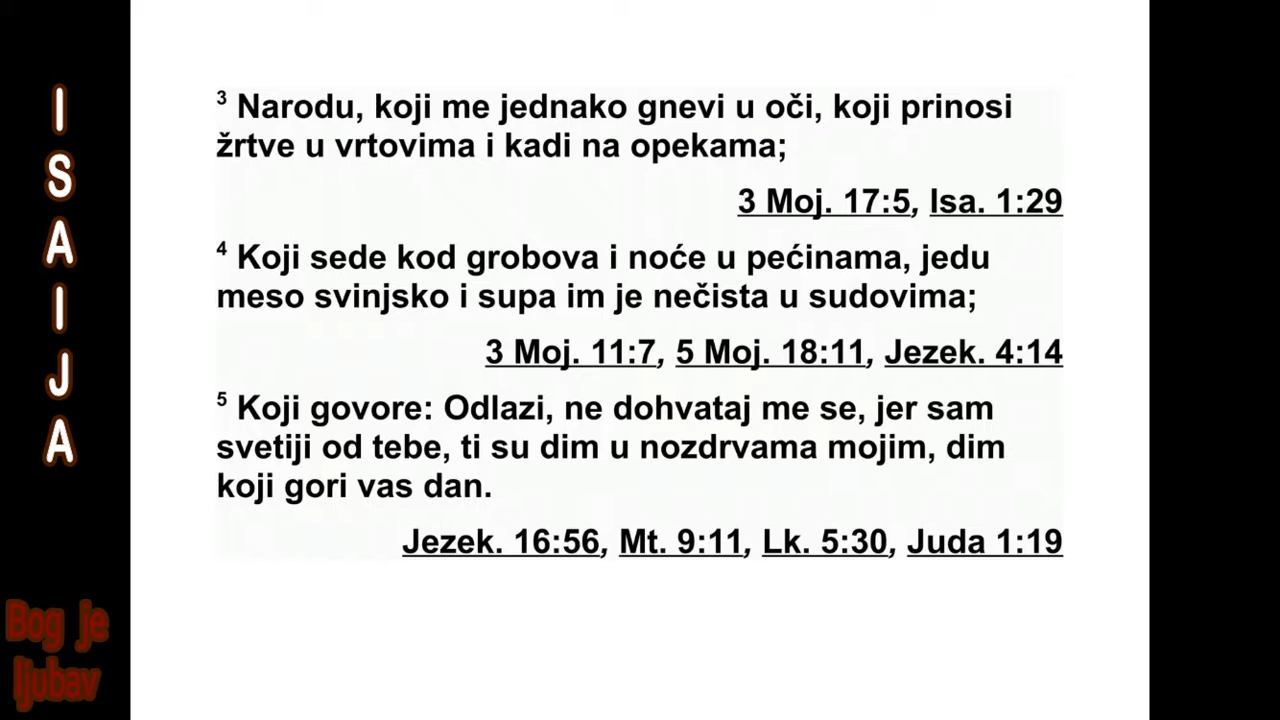 ISAIJA
3 Narodu, koji me jednako gnevi u oči, koji prinosi
žrtve u vrtovima i kadi na opekama;
3 Moj. 17:5, Isa. 1:29
4 Koji sede kod grobova i noće u pećinama, jedu
meso svinjsko i supa im je nečista u sudovima;
3 Moj. 11:7, 5 Moj. 18:11, Jezek. 4:14
5 Koji govore: Odlazi, ne dohvataj me se, jer sam
svetiji od tebe, ti su dim u nozdrvama mojim, dim
koji gori vas dan.
Jezek. 16:56, Mt. 9:11, Lk. 5:30, Juda 1:19
Bog je
ljubav